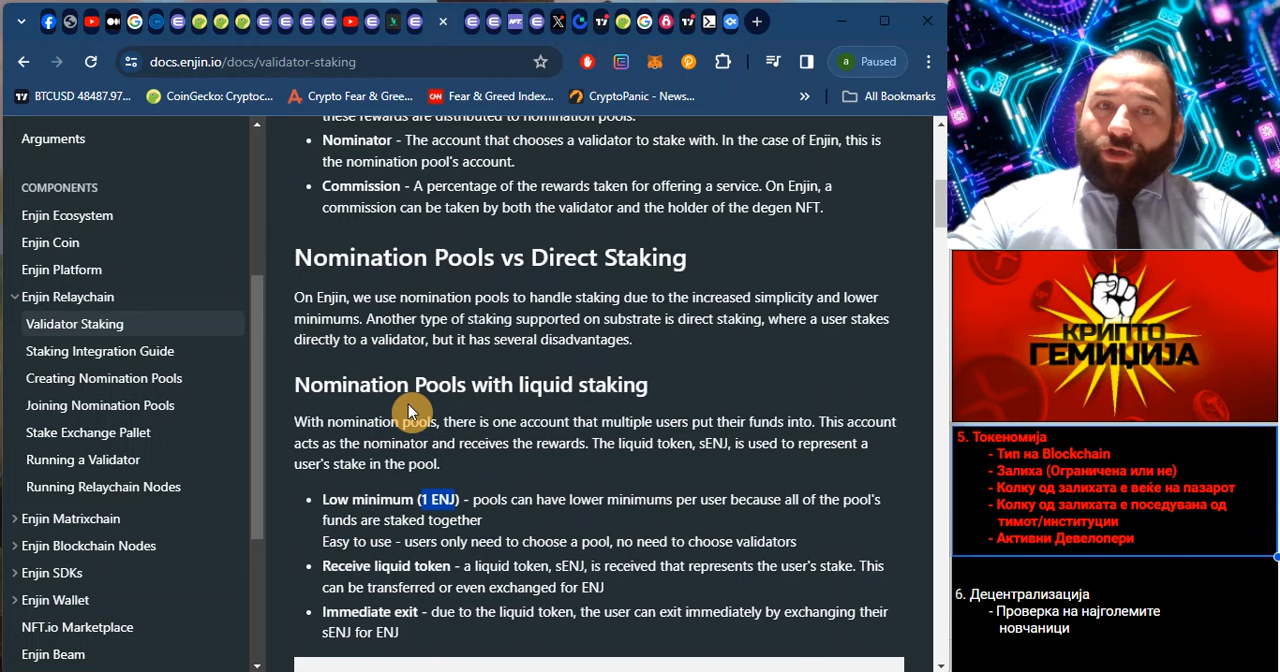 Paused
docs.enjin.io/docs/validator-staking
BTCUSD 48487.97...
CoinGecko: Cryptoc...
Crypto Fear & Gree...
Fear & Greed Index...
CryptoPanic - News...
All Bookmarks
Arguments
COMPONENTS
Enjin Ecosystem
Enjin Coin
Enjin Platform
Enjin Relaychain
Validator Staking
Staking Integration Guide
Creating Nomination Pools
Joining Nomination Pools
Stake Exchange Pallet
Running a Validator
Running Relaychain Nodes
Enjin Matrixchain
Enjin Blockchain Nodes
Enjin SDKs
Enjin Wallet
NFT.io Marketplace
Enjin Beam
these rewards are distributed to nomination pools.
• Nominator - The account that chooses a validator to stake with. In the case of Enjin, this is
the nomination pool's account.
• Commission - A percentage of the rewards taken for offering a service. On Enjin, a
commission can be taken by both the validator and the holder of the degen NFT.
Nomination Pools vs Direct Staking
On Enjin, we use nomination pools to handle staking due to the increased simplicity and lower
minimums. Another type of staking supported on substrate is direct staking, where a user stakes
directly to a validator, but it has several disadvantages.
Nomination Pools with liquid staking
With nomination pools, there is one account that multiple users put their funds into. This account
acts as the nominator and receives the rewards. The liquid token, sENJ, is used to represent a
user's stake in the pool.
• Low minimum (1 ENJ) - pools can have lower minimums per user because all of the pool's
funds are staked together
Easy to use - users only need to choose a pool, no need to choose validators
• Receive liquid token - a liquid token, sENJ, is received that represents the user's stake. This
can be transferred or even exchanged for ENJ
• Immediate exit - due to the liquid token, the user can exit immediately by exchanging their
sENJ for ENJ
КРИПТО
ГЕМИЏИЈА
5. Токеномија
- Тип на Blockchain
- Залиха (Ограничена или не)
- Колку од залихата е веќе на пазарот
- Колку од залихата е поседувана од
тимот/институции
- Активни Девелопери
6. Децентрализација
- Проверка на најголемите
новчаници